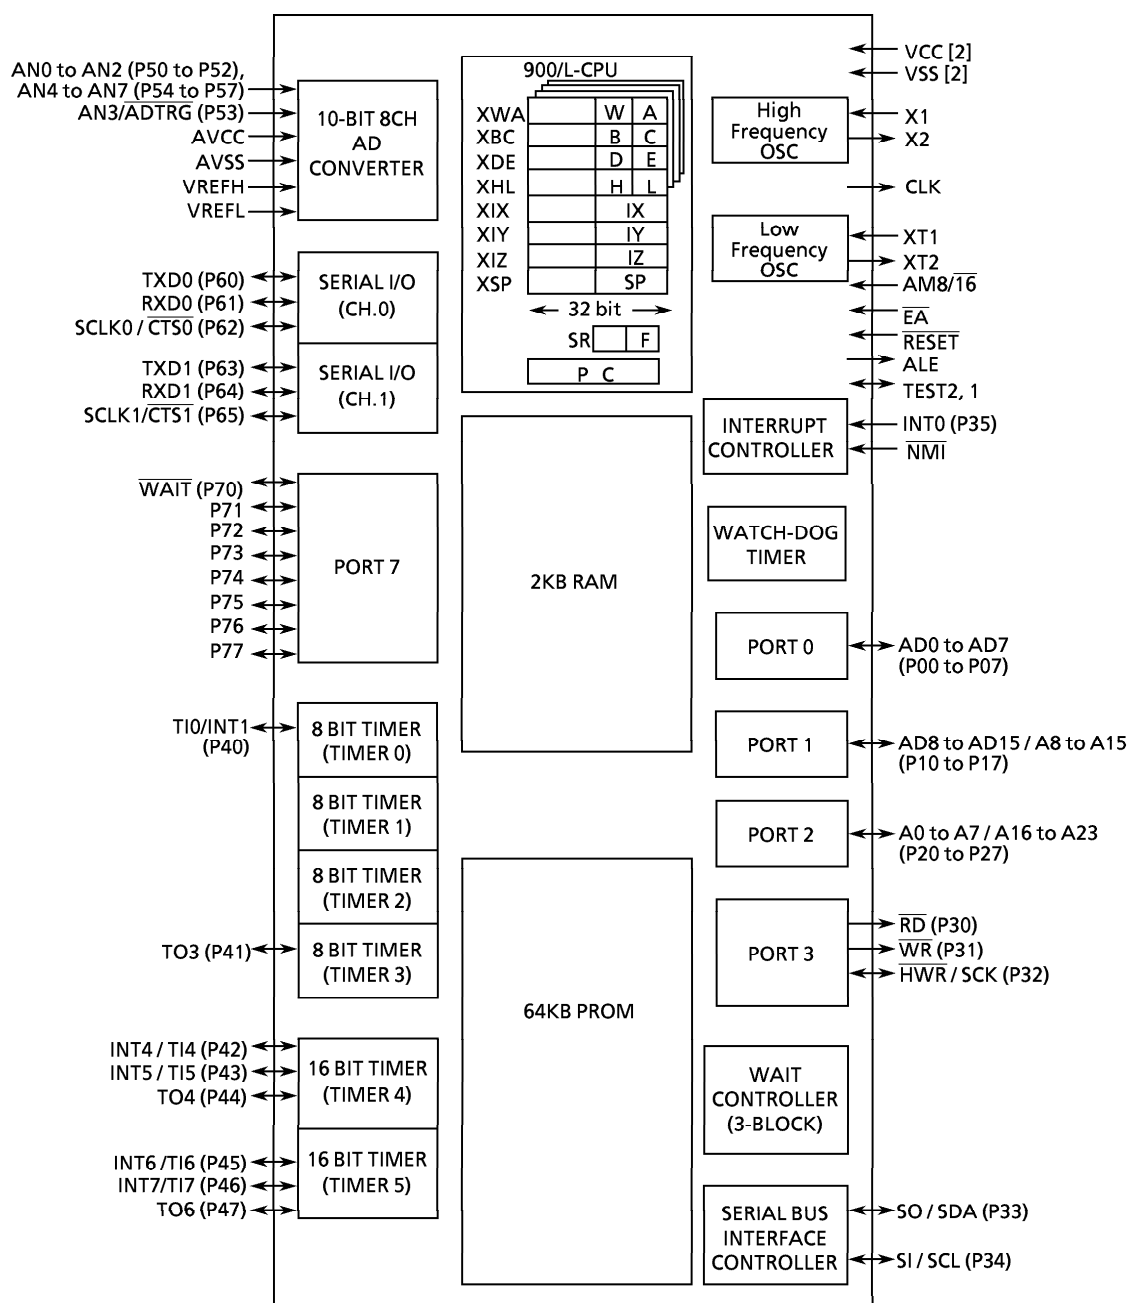 AN0 to AN2 (P50 to P52),
AN4 to AN7 (P54 to P57)
AN3/ADTRG (P53)
AVCC
AVSS
VREFH
VREFL
10-BIT 8CH
AD
CONVERTER
TXD0 (P60)
RXD0 (P61)
SCLK0 / CTS0 (P62)
SERIAL I/O
(CH.0)
TXD1 (P63)
RXD1 (P64)
SCLK1/CTS1 (P65)
SERIAL I/O
(CH.1)
WAIT (P70)
P71
P72
P73
P74
P75
P76
P77
PORT 7
TI0/INT1
(P40)
8 BIT TIMER
(TIMER 0)
8 BIT TIMER
(TIMER 1)
8 BIT TIMER
(TIMER 2)
TO3 (P41)
8 BIT TIMER
(TIMER 3)
INT4 / TI4 (P42)
INT5 / TI5 (P43)
TO4 (P44)
16 BIT TIMER
(TIMER 4)
INT6 /TI6 (P45)
INT7/TI7 (P46)
TO6 (P47)
16 BIT TIMER
(TIMER 5)
900/L-CPU
XWA W A
XBC B C
XDE D E
XHL H L
XIX IX
XIY IY
XIZ IZ
XSP SP
32 bit
SR F
P C
2KB RAM
64KB PROM
VCC [2]
VSS [2]
High
Frequency
OSC
X1
X2
CLK
Low
Frequency
OSC
XT1
XT2
AM8/16
EA
RESET
ALE
TEST2, 1
INTERRUPT
CONTROLLER
INT0 (P35)
NMI
WATCH-DOG
TIMER
PORT 0
AD0 to AD7
(P00 to P07)
PORT 1
AD8 to AD15 / A8 to A15
(P10 to P17)
PORT 2
A0 to A7 / A16 to A23
(P20 to P27)
PORT 3
RD (P30)
WR (P31)
HWR / SCK (P32)
WAIT
CONTROLLER
(3-BLOCK)
SERIAL BUS
INTERFACE
CONTROLLER
SO / SDA (P33)
SI / SCL (P34)